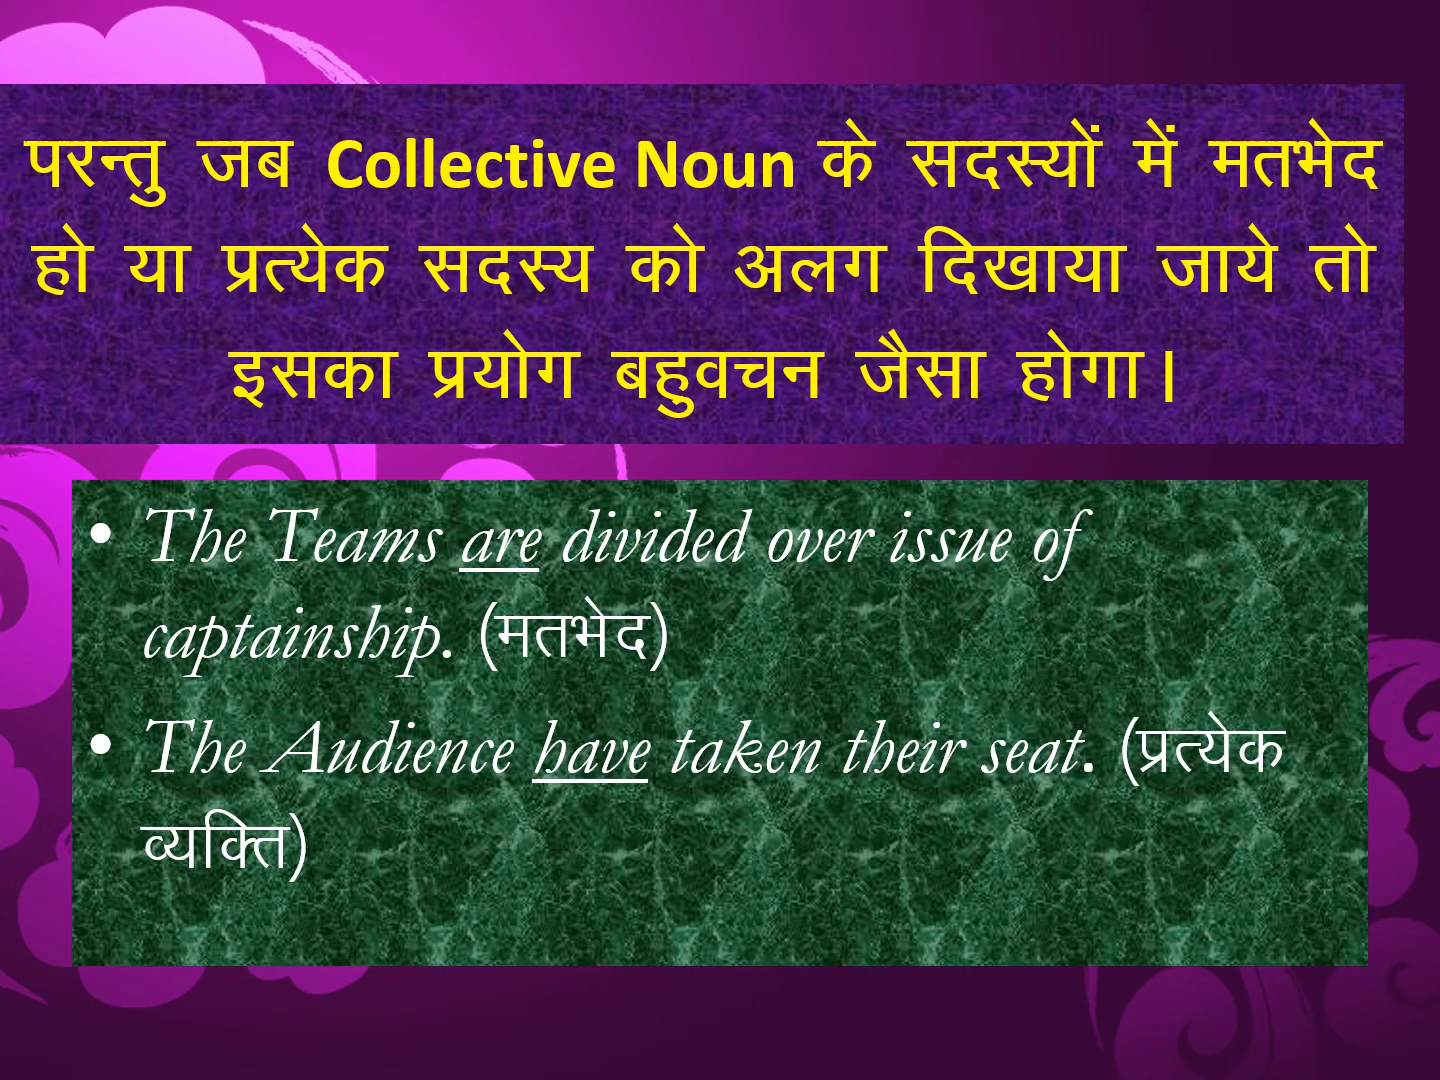 परन्तु जब Collective Noun के सदस्यों में मतभेद
हो या प्रत्येक सदस्य को अलग दिखाया जाये तो
इसका प्रयोग बहुवचन जैसा होगा।
• The Teams are divided over issue of
captainship. (मतभेद)
• The Audience have taken their seat. (प्रत्येक
व्यक्ति)